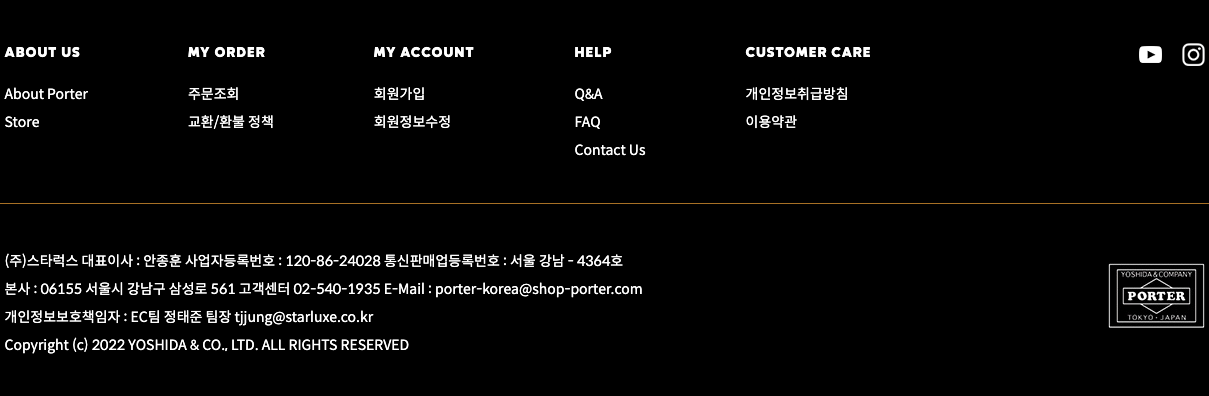 ABOUT US
About Porter
Store
MY ORDER
주문조회
교환/환불 정책
MY ACCOUNT
회원가입
회원정보수정
HELP
Q&A
FAQ
Contact Us
CUSTOMER CARE
개인정보취급방침
이용약관
(주)스타럭스 대표이사 : 안종훈 사업자등록번호 : 120-86-24028 통신판매업등록번호 : 서울 강남 - 4364호
본사 : 06155 서울시 강남구 삼성로 561 고객센터 02-540-1935 E-Mail : porter-korea@shop-porter.com
개인정보보호책임자 : EC팀 정태준 팀장 tjjung@starluxe.co.kr
Copyright (c) 2022 YOSHIDA & CO., LTD. ALL RIGHTS RESERVED
YOSHIDA & COMPANY
PORTER
TOKYO · JAPAN